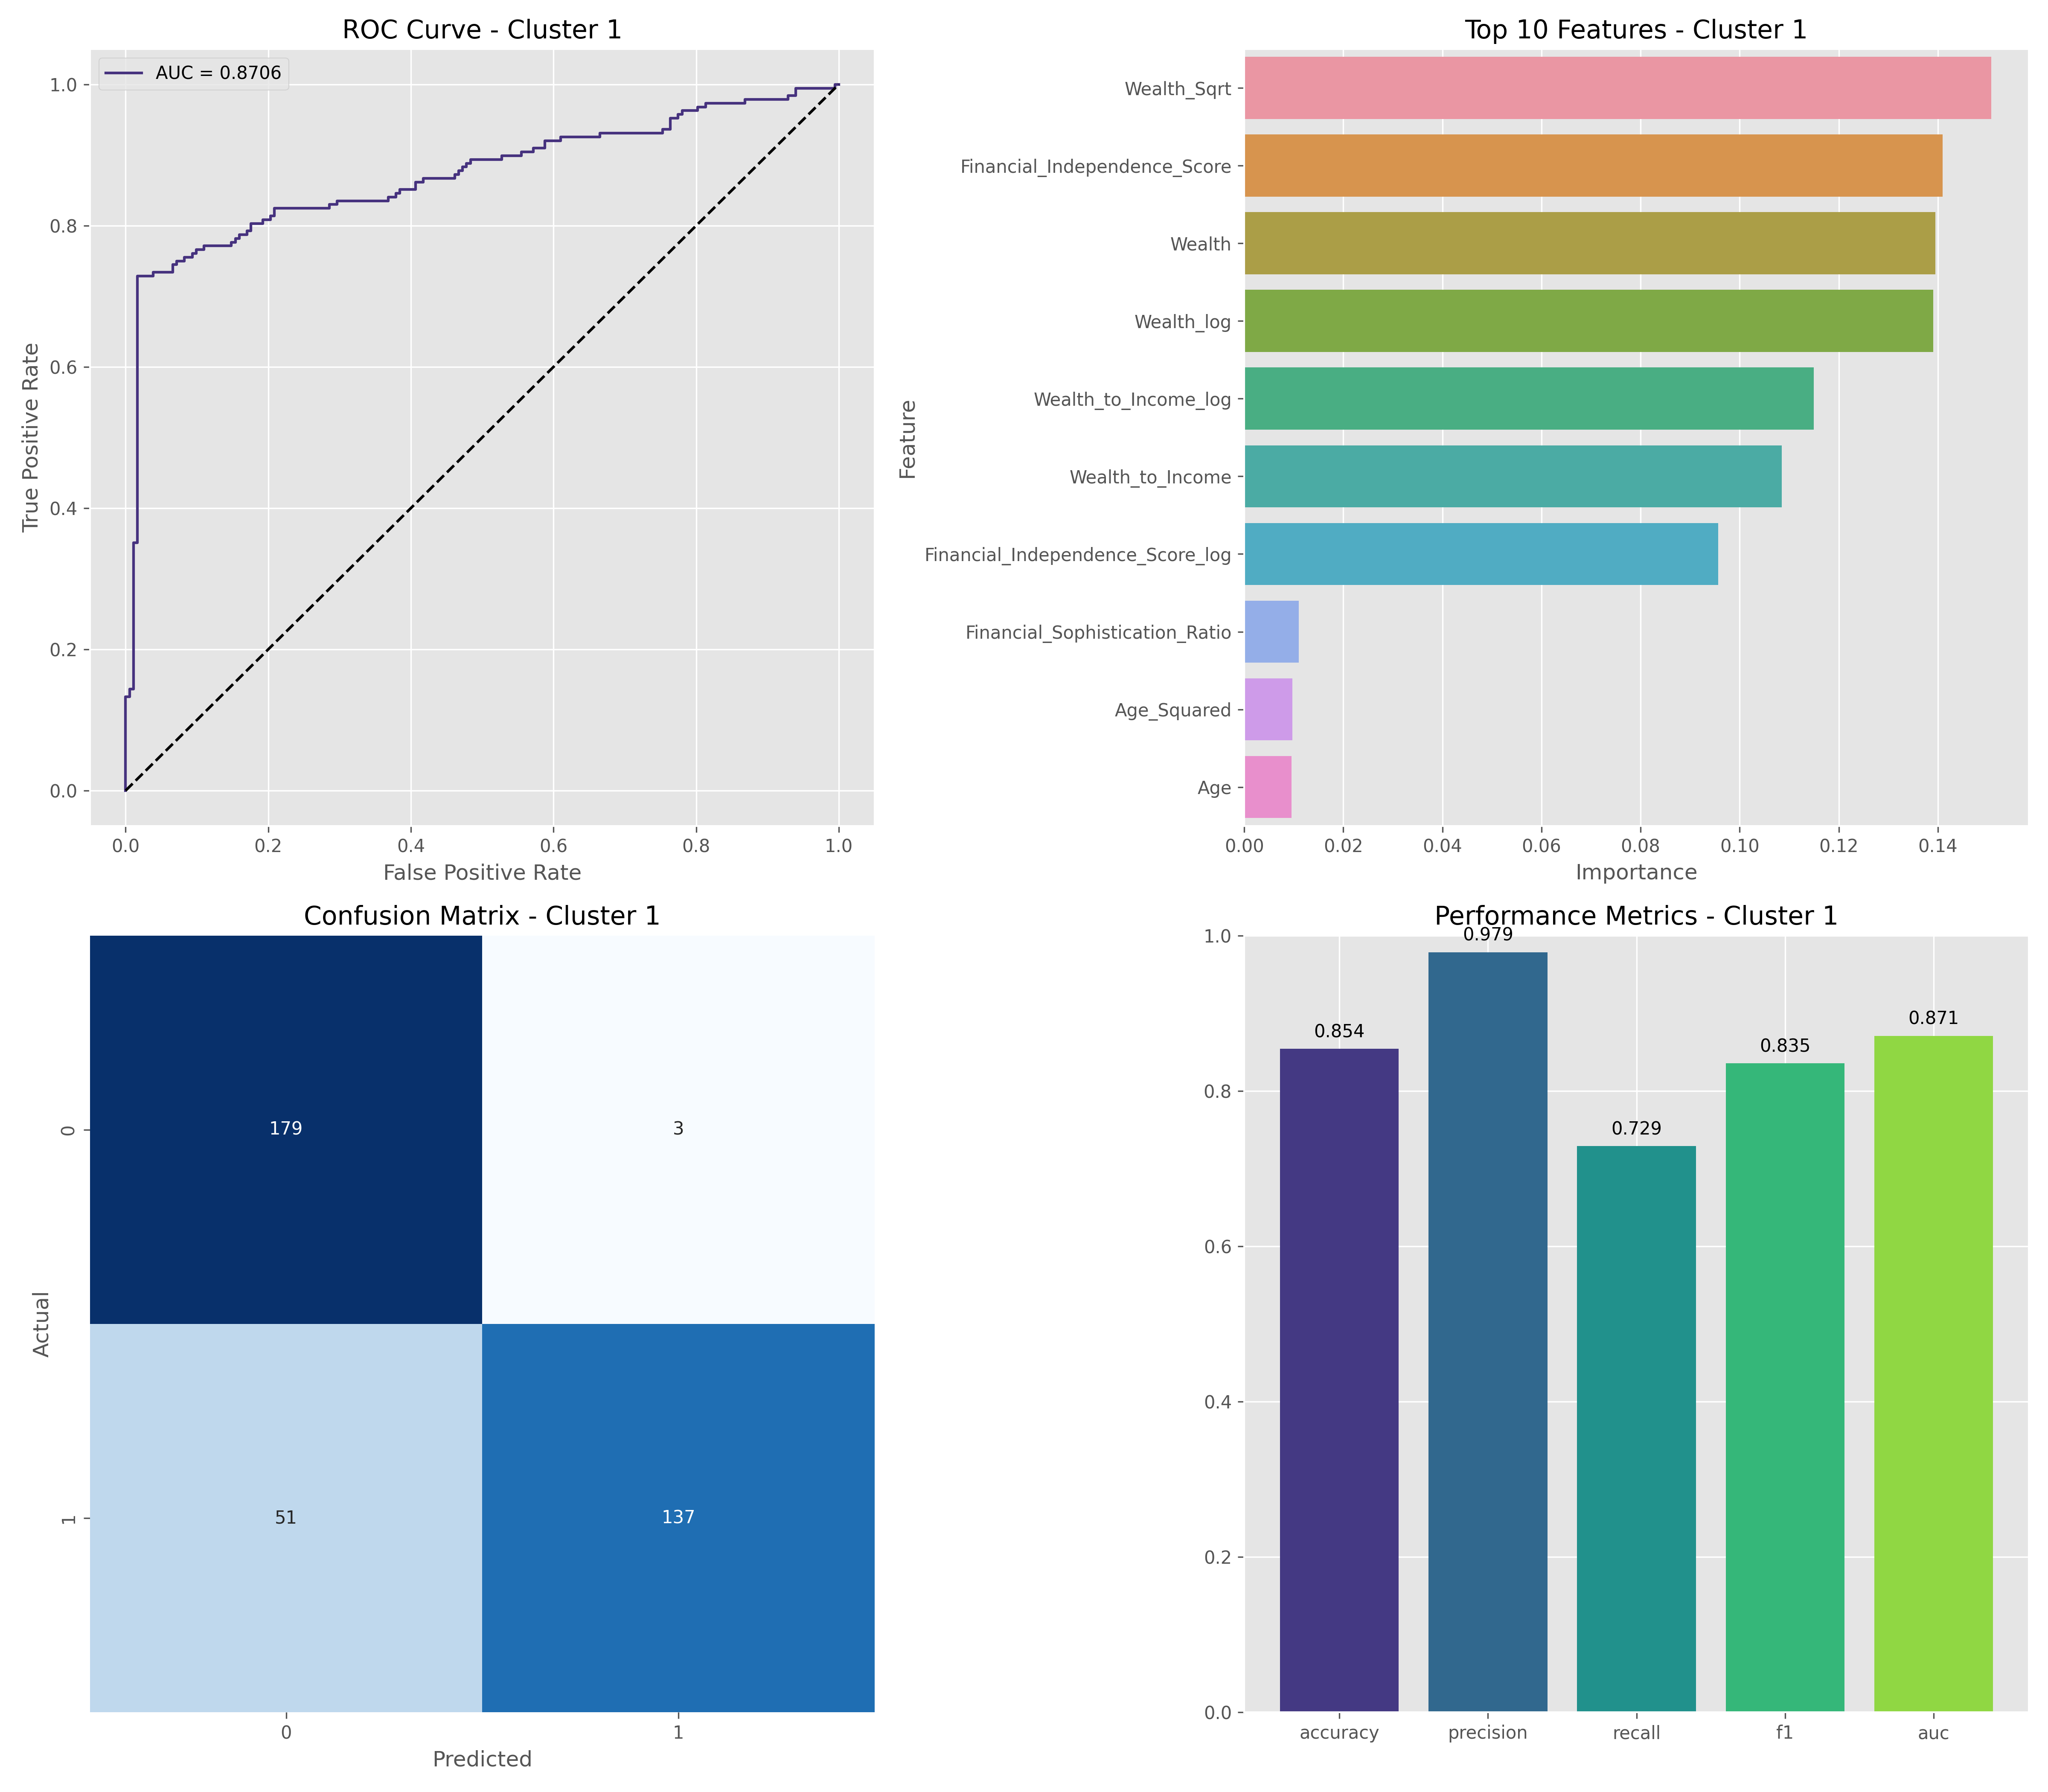 ROC Curve - Cluster 1
AUC = 0.8706
True Positive Rate
1.0
0.8
0.6
0.4
0.2
0.0
0.0 0.2 0.4 0.6 0.8 1.0
False Positive Rate
Top 10 Features - Cluster 1
Feature
Wealth_Sqrt
Financial_Independence_Score
Wealth
Wealth_log
Wealth_to_Income_log
Wealth_to_Income
Financial_Independence_Score_log
Financial_Sophistication_Ratio
Age_Squared
Age
0.00 0.02 0.04 0.06 0.08 0.10 0.12 0.14
Importance
Confusion Matrix - Cluster 1
Actual
0
179 3
1
51 137
0 1
Predicted
Performance Metrics - Cluster 1
1.0
0.8
0.6
0.4
0.2
0.0
0.854
0.979
0.729
0.835
0.871
accuracy precision recall f1 auc